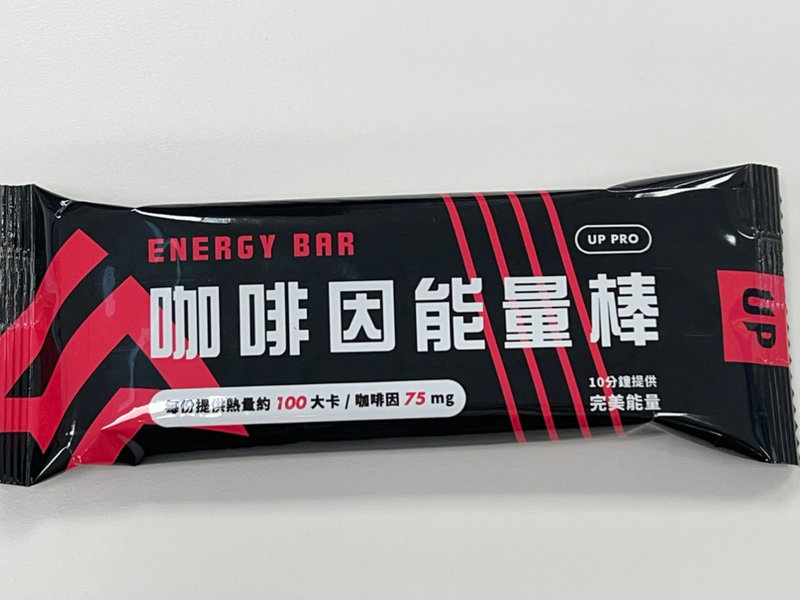 ENERGY BAR
UP PRO
咖啡因能量棒
UP
每份提供熱量約 100 大卡 / 咖啡因 75 mg
10分鐘提供
完美能量